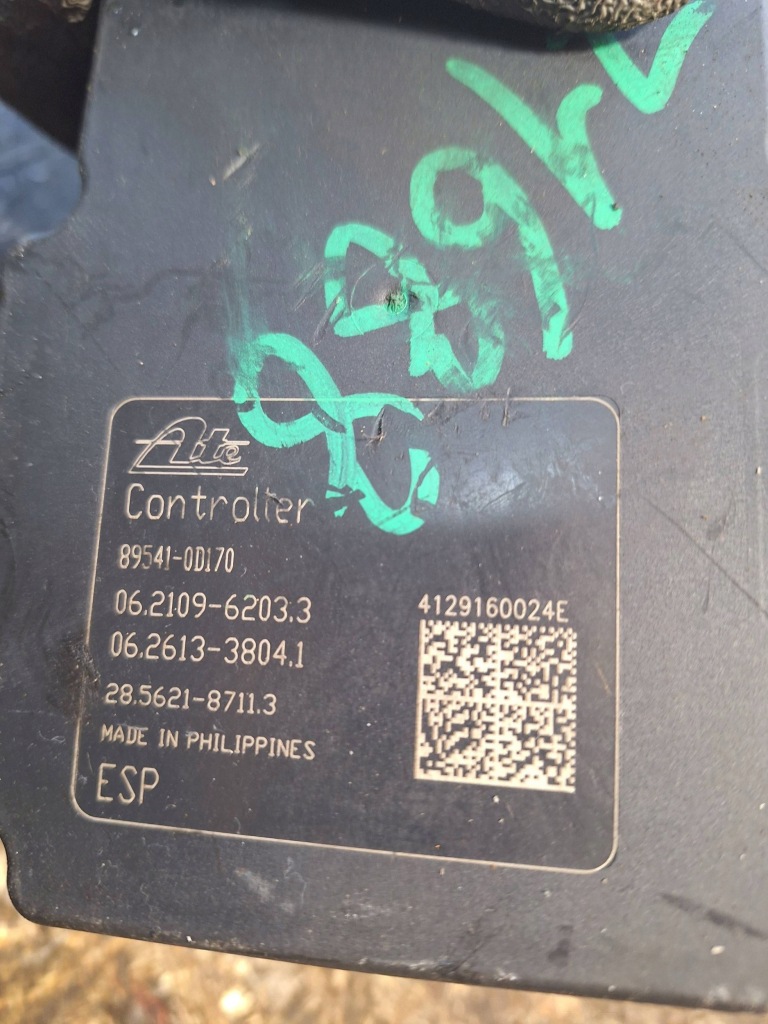 Ate
Controller
89541-0D170
06.2109-6203.3
06.2613-3804.1
28.5621-8711.3
MADE IN PHILIPPINES
ESP
4129160024E